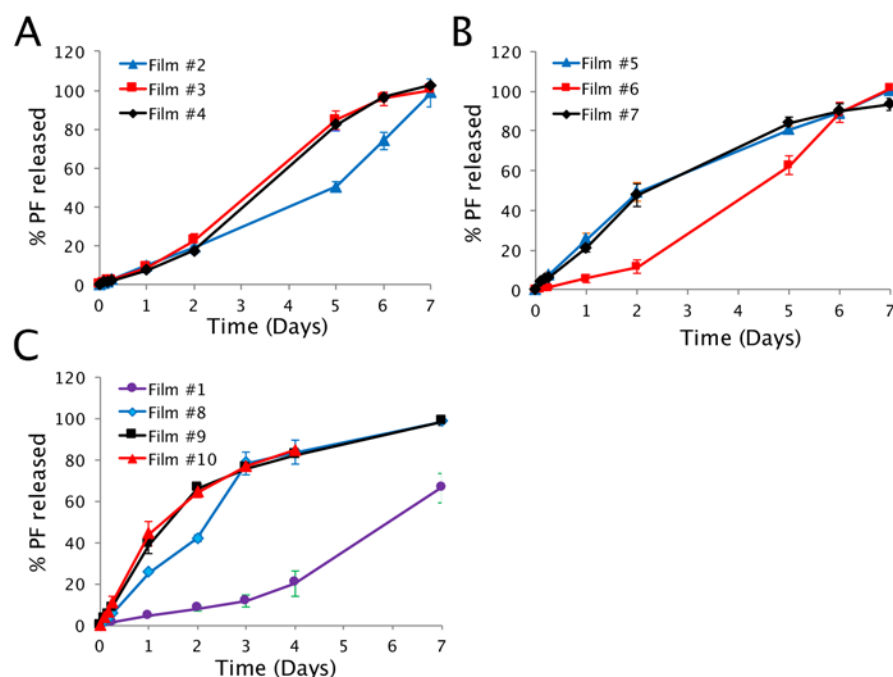 A
120
100
80
60
40
20
0
% PF released
Film #2
Film #3
Film #4
0 1 2 3 4 5 6 7
Time (Days)
B
120
100
80
60
40
20
0
% PF released
Film #5
Film #6
Film #7
0 1 2 3 4 5 6 7
Time (Days)
C
120
100
80
60
40
20
0
% PF released
Film #1
Film #8
Film #9
Film #10
0 1 2 3 4 5 6 7
Time (Days)